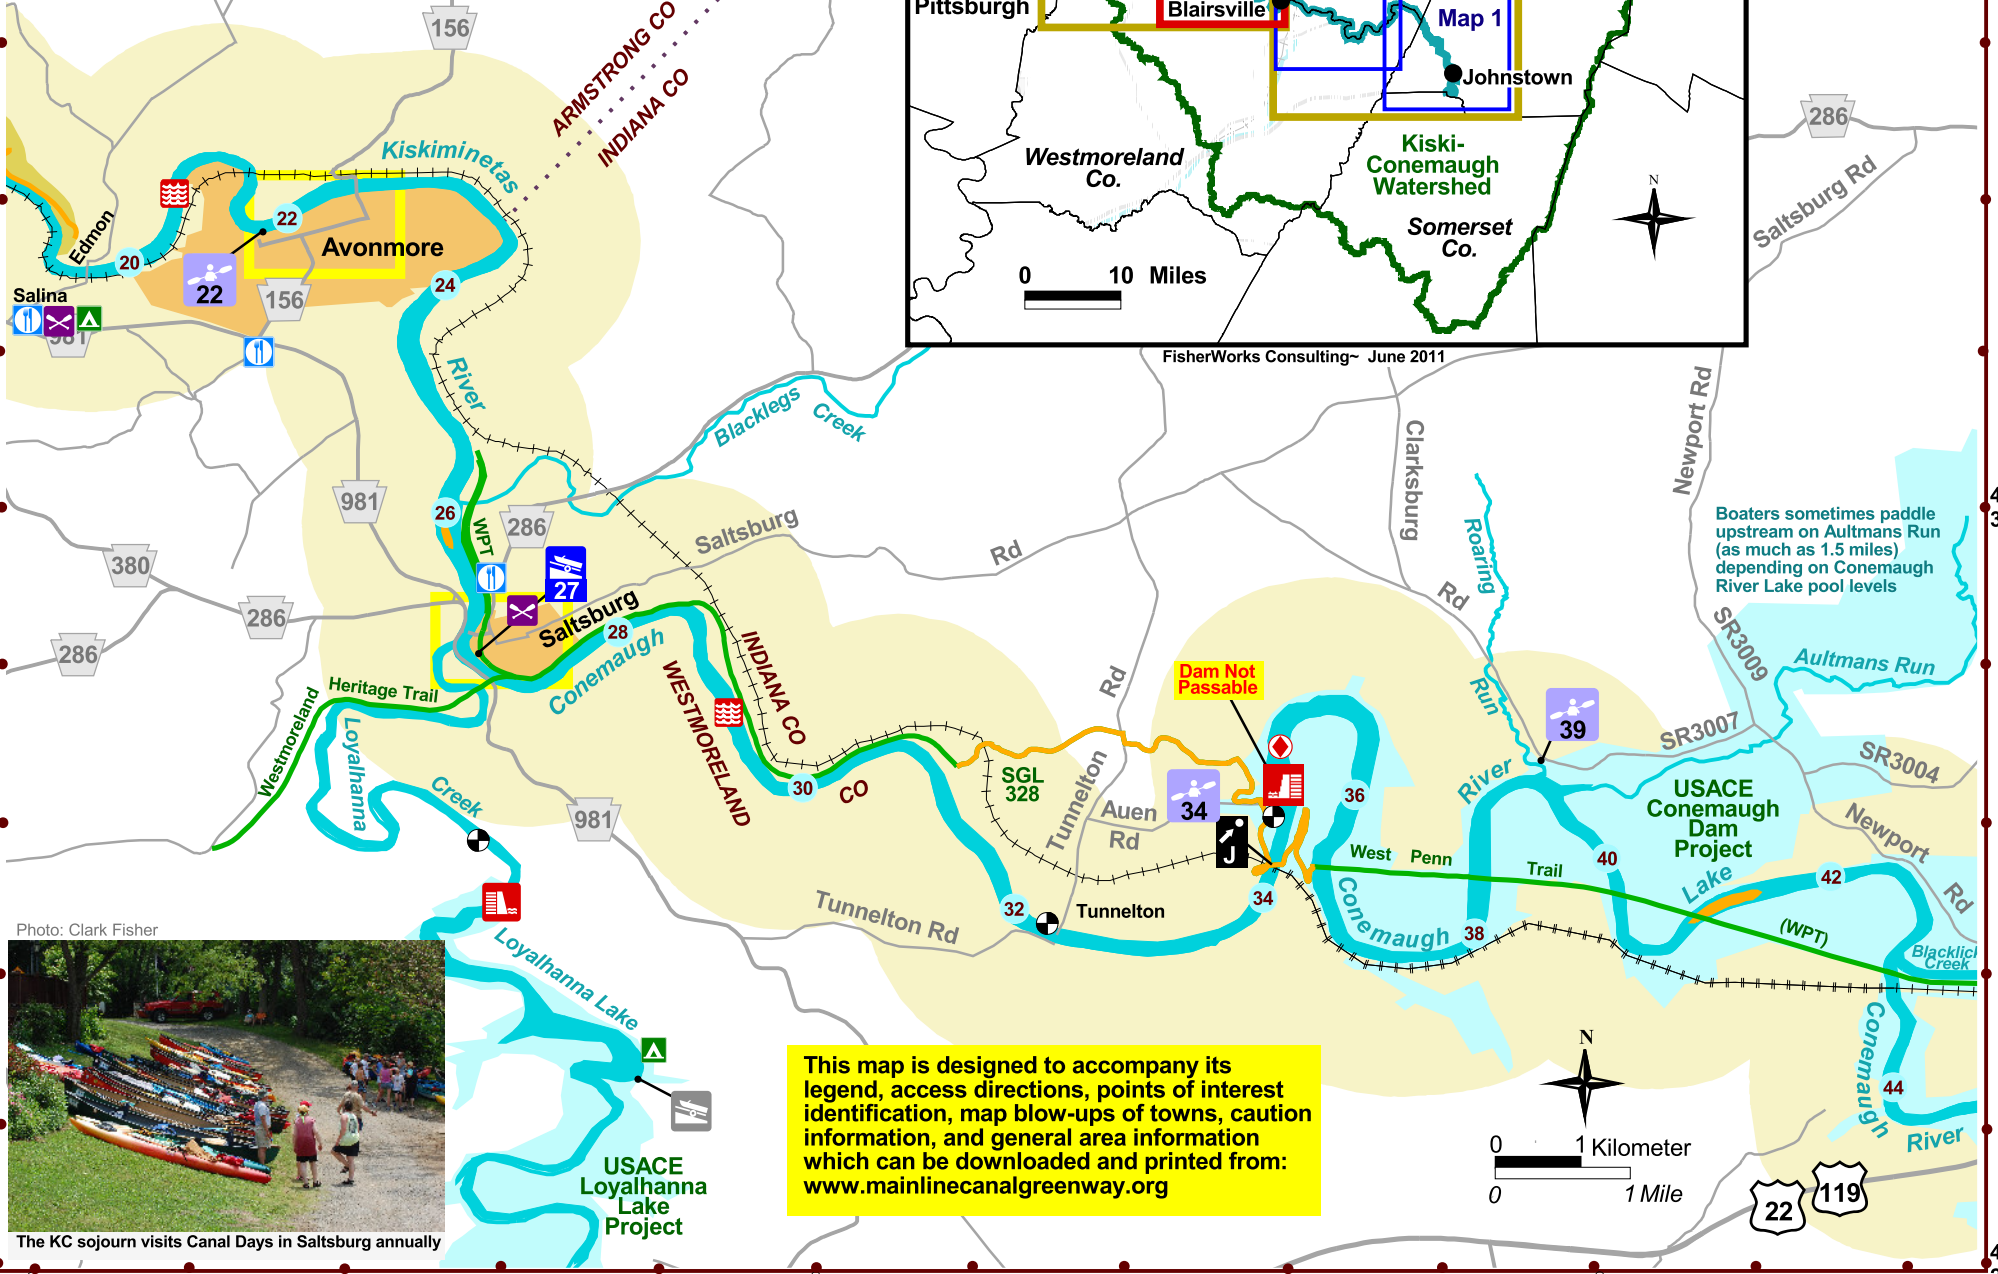 Pittsburgh
Blairsville
Map 1
Johnstown
Westmoreland
Co.
Kiski-
Conemaugh
Watershed
Somerset
Co.
N
0 10 Miles
FisherWorks Consulting~ June 2011
156
ARMSTRONG CO
INDIANA CO
Kiskiminetas
286
Saltsburg Rd
Edmon
20
22
Avonmore
22
24
156
Salina
981
River
Blacklegs
Creek
Clarksburg
Newport Rd
981
26
WPT
286
Saltsburg
Rd
Roaring
Boaters sometimes paddle
upstream on Aultmans Run
(as much as 1.5 miles)
depending on Conemaugh
River Lake pool levels
380
27
286
Saltsburg
28
Conemaugh
286
Rd
SR3009
Aultmans Run
Heritage Trail
Westmoreland
Loyalhanna
Creek
WESTMORELAND
INDIANA CO
CO
30
Rd
Dam Not
Passable
Run
39
SR3007
SR3004
SGL
328
Tunnelton
Auen
Rd
34
J
36
River
USACE
Conemaugh
Dam
Project
Newport
Rd
981
West Penn Trail
40
Lake
42
(WPT)
Tunnelton Rd
32
Tunnelton
34
Conemaugh
38
Blacklick
Creek
Photo: Clark Fisher
Loyalhanna Lake
Conemaugh
44
River
This map is designed to accompany its
legend, access directions, points of interest
identification, map blow-ups of towns, caution
information, and general area information
which can be downloaded and printed from:
www.mainlinecanalgreenway.org
N
0 1 Kilometer
0 1 Mile
USACE
Loyalhanna
Lake
Project
22
119
The KC sojourn visits Canal Days in Saltsburg annually